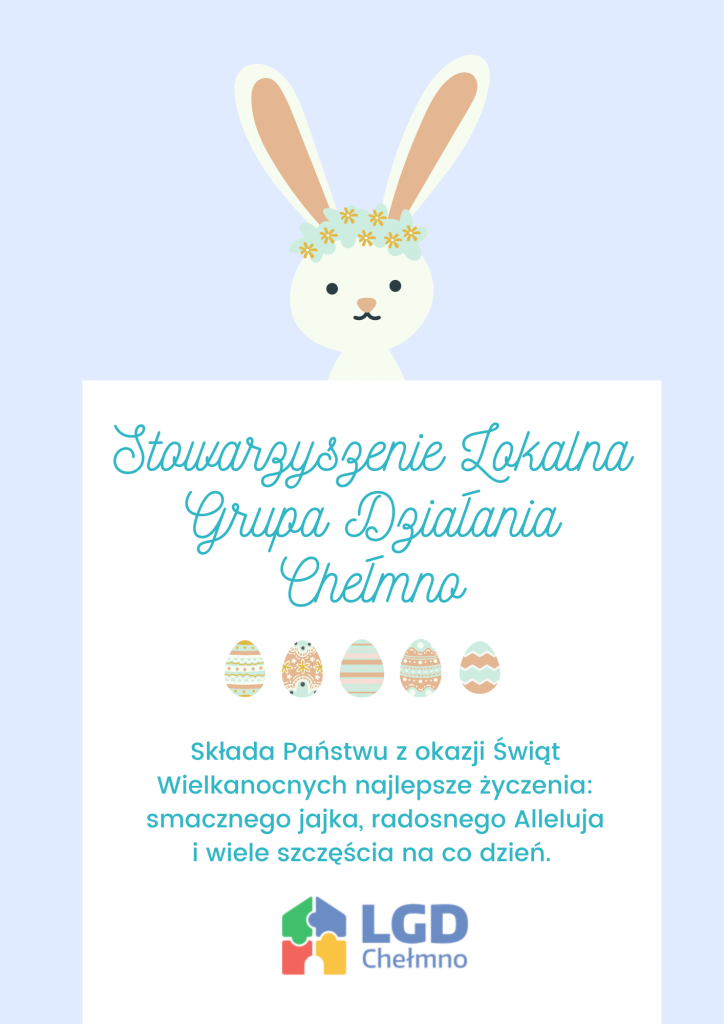 Stowarzyszenie Lokalna
Grupa Działania
Chełmno
Składa Państwu z okazji Świąt
Wielkanocnych najlepsze życzenia:
smacznego jajka, radosnego Alleluja
i wiele szczęścia na co dzień.
LGD
Chełmno